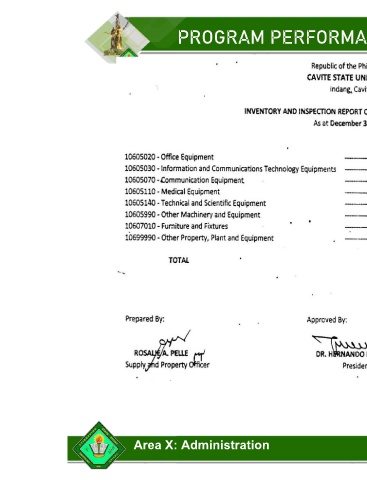 PROGRAM PERFORMA
Republic of the Phi
CAVITE STATE UNI
Indang, Cavi
INVENTORY AND INSPECTION REPORT O
As at December 3
10605020 - Office Equipment
10605030 - Information and Communications Technology Equipments
10605070 - Communication Equipment
10605110 - Medical Equipment
10605140 - Technical and Scientific Equipment
10605990 - Other Machinery and Equipment
10607010 - Furniture and Fixtures
10699990 - Other Property, Plant and Equipment
TOTAL
Prepared By: Approved By:
ROSALIE A. PELLE DR. HERNANDO
Supply and Property Officer Presiden
Area X: Administration